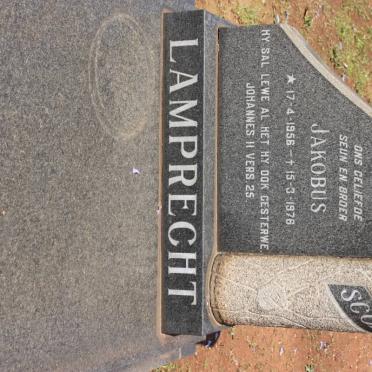 ONS GELIEFDE
SEUN EN BROER
JAKOBUS
★ 17-4-1956 - † 15-3-1976
HY SAL LEWE AL HET HY OOK GESTERWE.
JOHANNES 11 VERS 25
LAMPRECHT